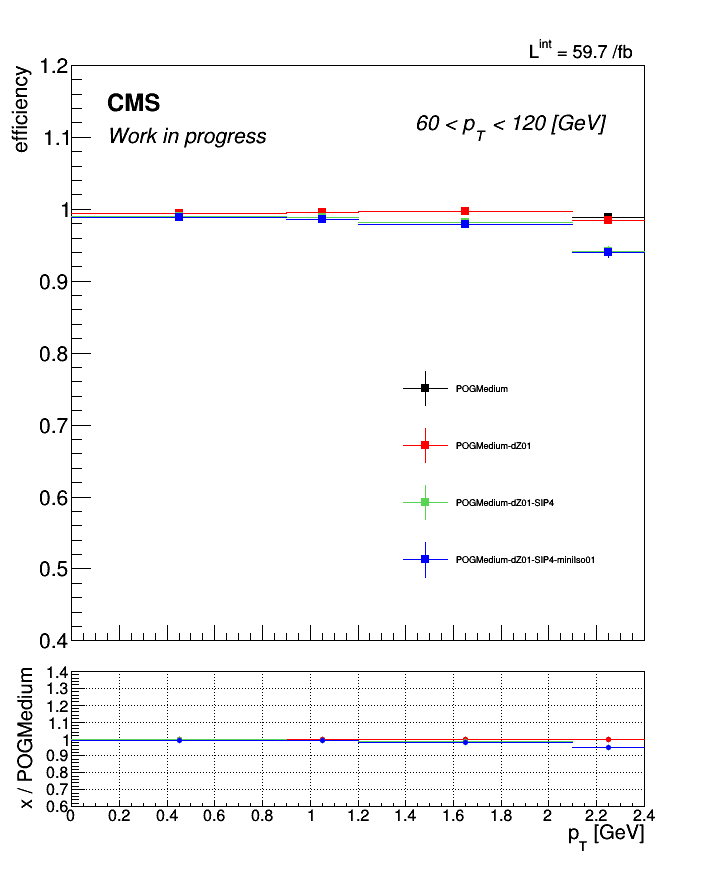 L^int = 59.7 /fb
efficiency
1.2
1.1
1
0.9
0.8
0.7
0.6
0.5
0.4
CMS
Work in progress
60 < p_T < 120 [GeV]
POGMedium
POGMedium-dZ01
POGMedium-dZ01-SIP4
POGMedium-dZ01-SIP4-miniIso01
x / POGMedium
1.4
1.3
1.2
1.1
1
0.9
0.8
0.7
0.6
0 0.2 0.4 0.6 0.8 1 1.2 1.4 1.6 1.8 2 2.2 2.4
p_T [GeV]